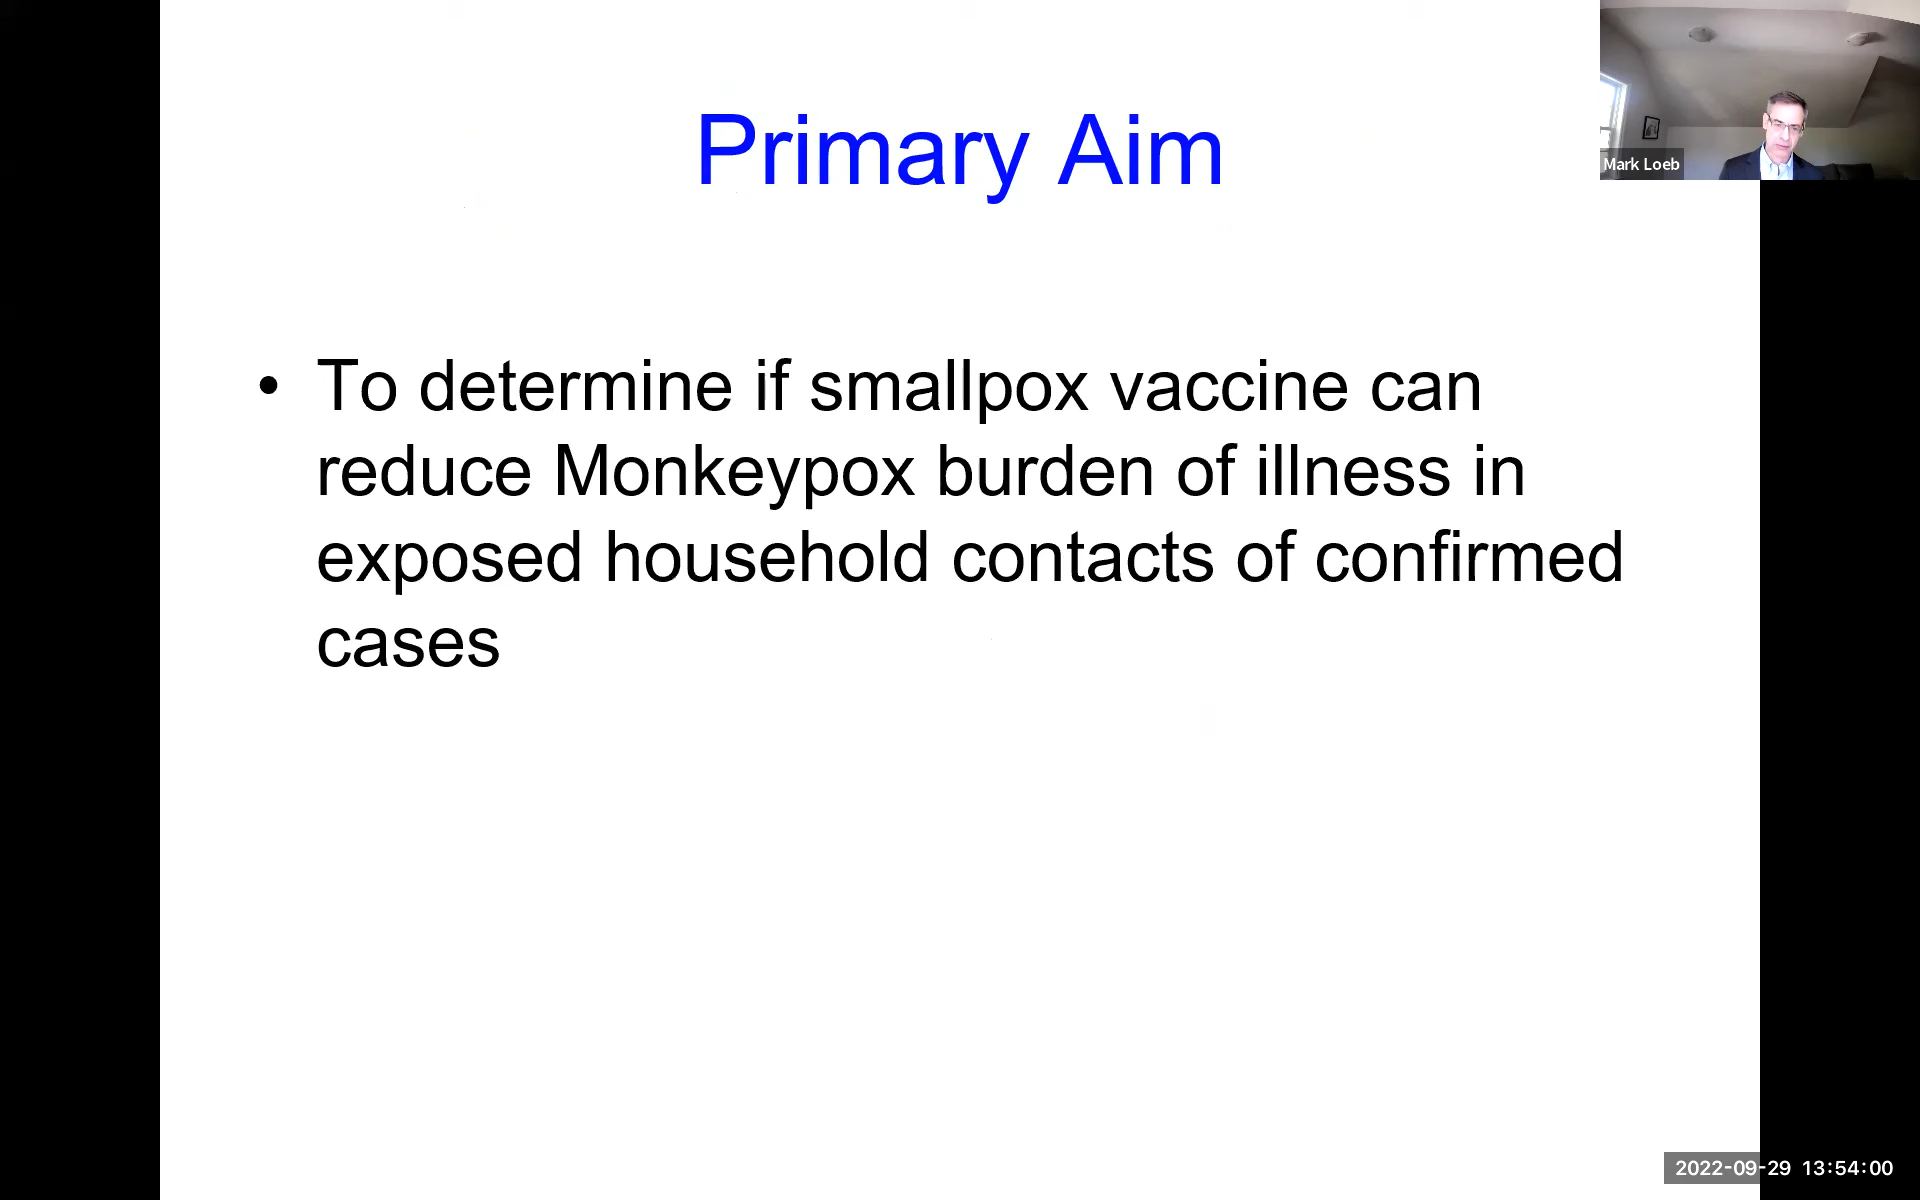 Primary Aim
Mark Loeb
• To determine if smallpox vaccine can
reduce Monkeypox burden of illness in
exposed household contacts of confirmed
cases
2022-09-29 13:54:00